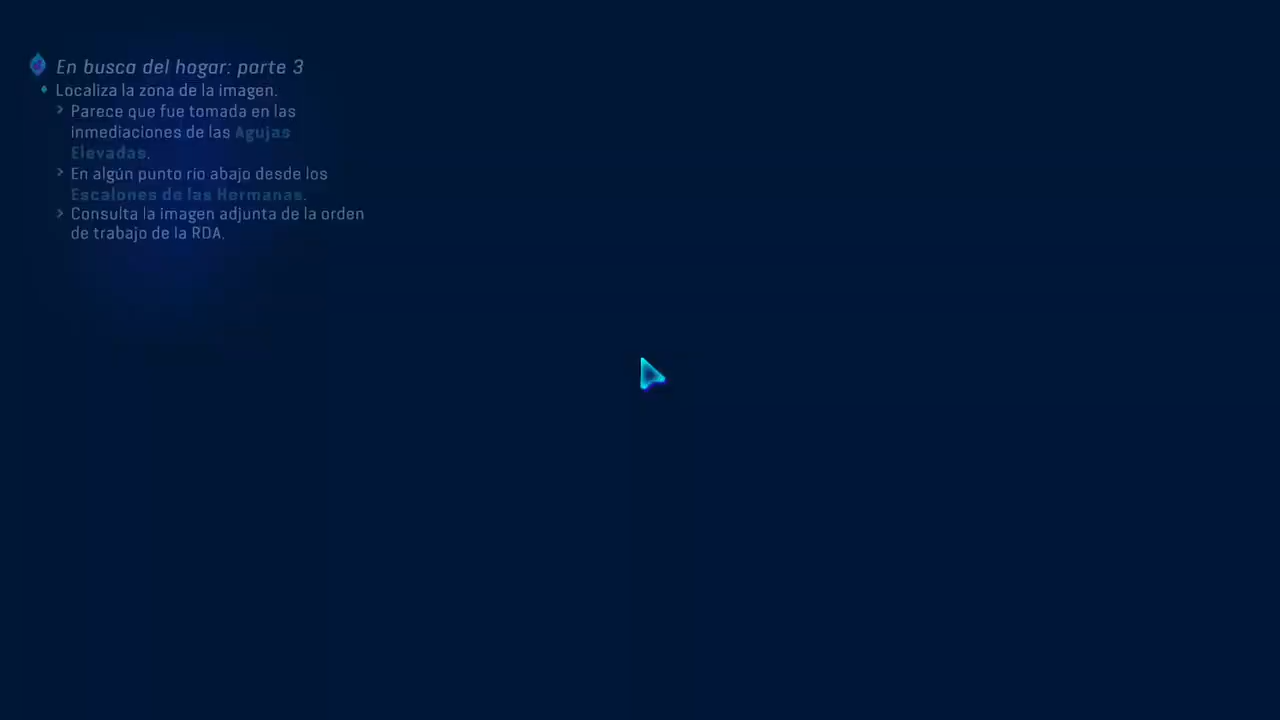 En busca del hogar: parte 3
Localiza la zona de la imagen.
Parece que fue tomada en las
inmediaciones de las Agujas
Elevadas.
En algún punto río abajo desde los
Escalones de las Hermanas.
Consulta la imagen adjunta de la orden
de trabajo de la RDA.